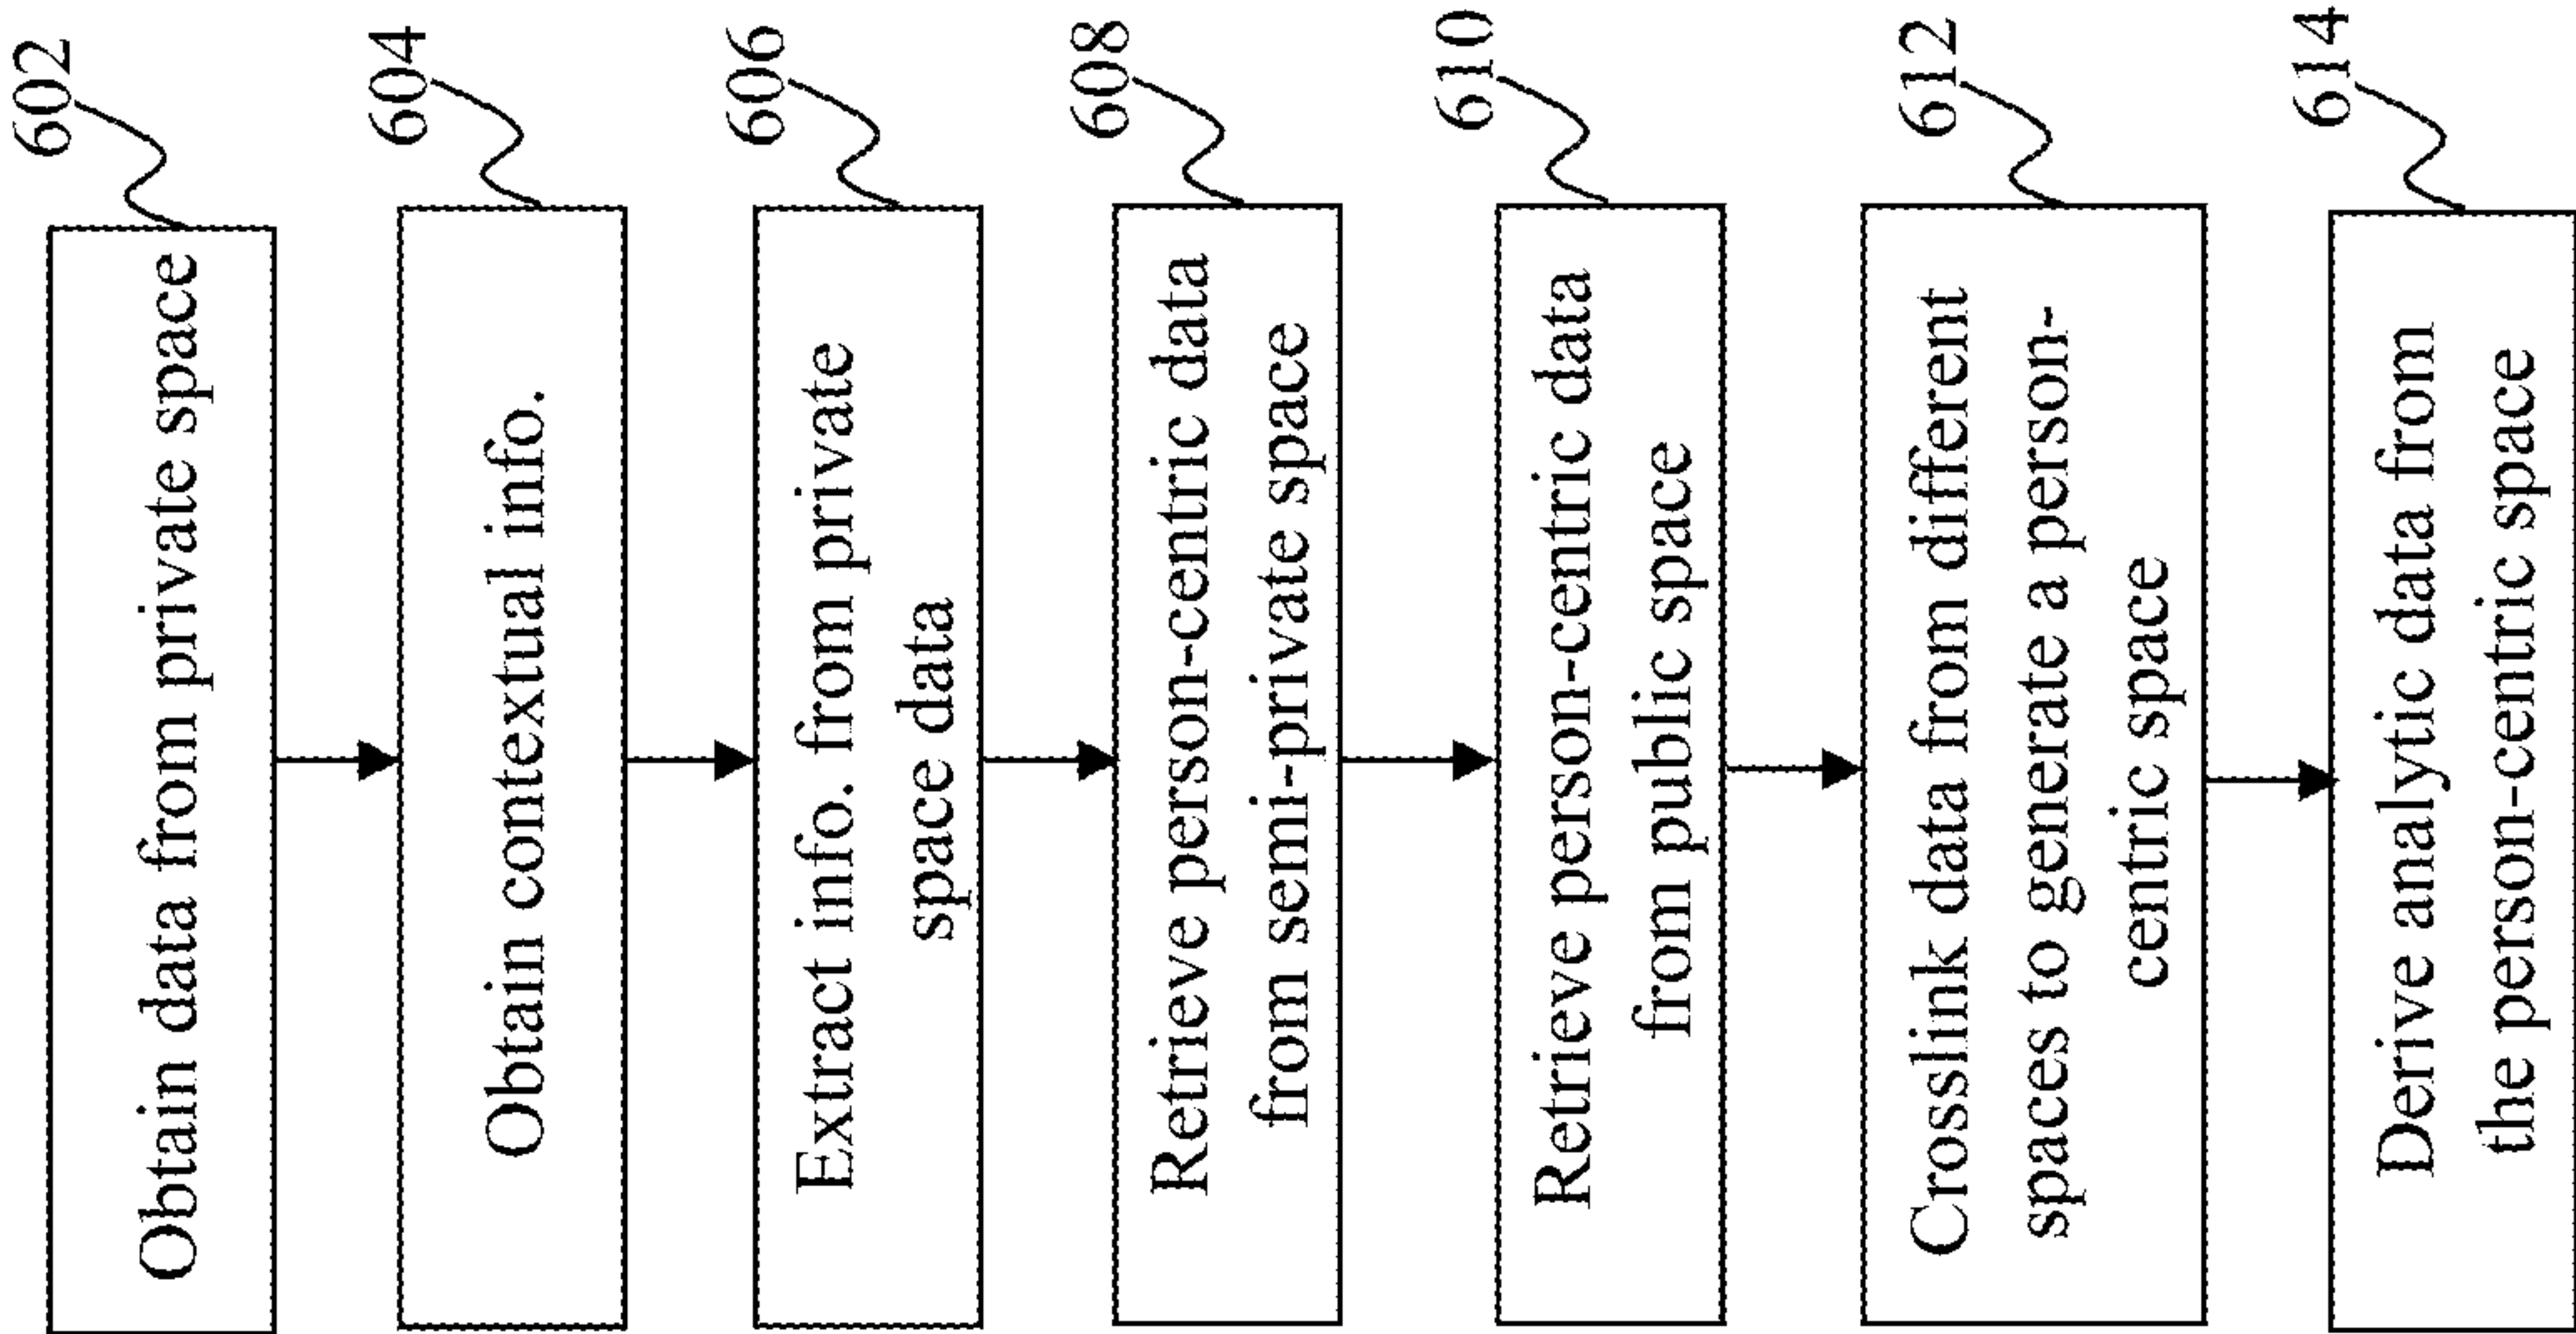 602
Obtain data from private space
604
Obtain contextual info.
606
Extract info. from private
space data
608
Retrieve person-centric data
from semi-private space
610
Retrieve person-centric data
from public space
612
Crosslink data from different
spaces to generate a person-
centric space
614
Derive analytic data from
the person-centric space